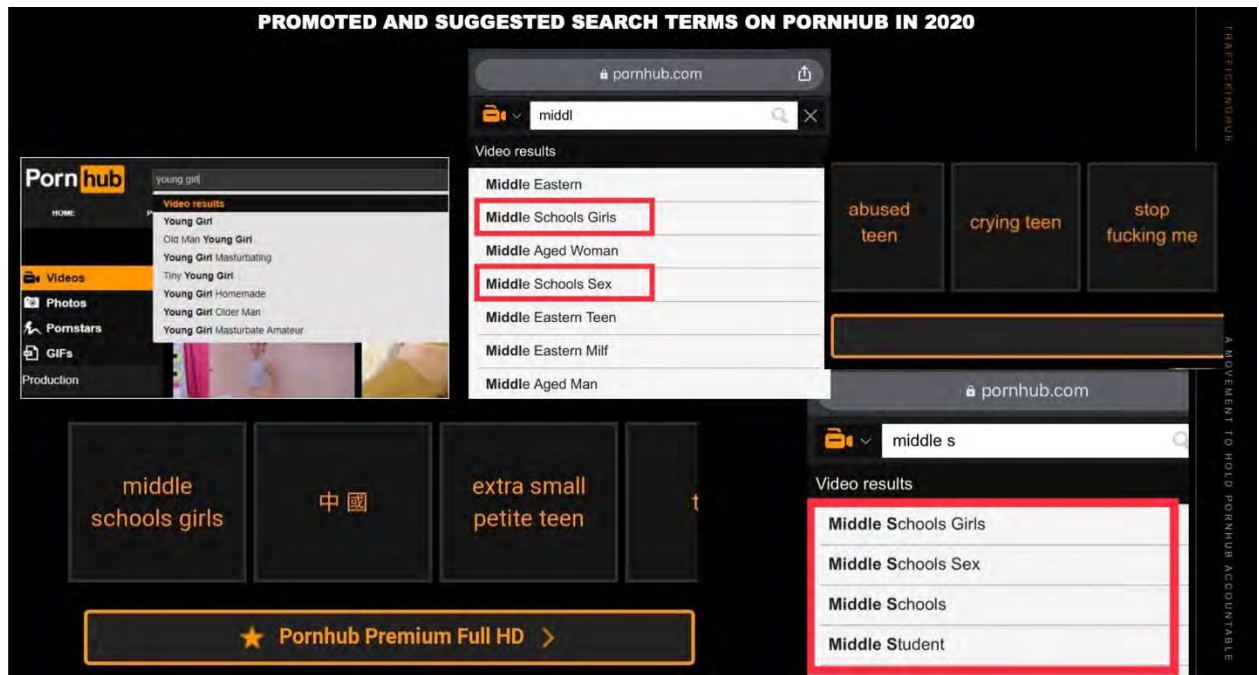 PROMOTED AND SUGGESTED SEARCH TERMS ON PORNHUB IN 2020
pornhub.com
middl
Video results
Middle Eastern
Middle Schools Girls
Middle Aged Woman
Middle Schools Sex
Middle Eastern Teen
Middle Eastern Milf
Middle Aged Man
Pornhub
young girl
HOME
P
Video results
Young Girl
Old Man Young Girl
Young Girl Masturbating
Tiny Young Girl
Young Girl Homemade
Young Girl Older Man
Young Girl Masturbate Amateur
Videos
Photos
Pornstars
GIFs
Production
abused
teen
crying teen
stop
fucking me
middle
schools girls
中國
extra small
petite teen
t
Pornhub Premium Full HD
pornhub.com
middle s
Video results
Middle Schools Girls
Middle Schools Sex
Middle Schools
Middle Student
TRAFFICKINGHUB
A MOVEMENT TO HOLD PORNHUB ACCOUNTABLE